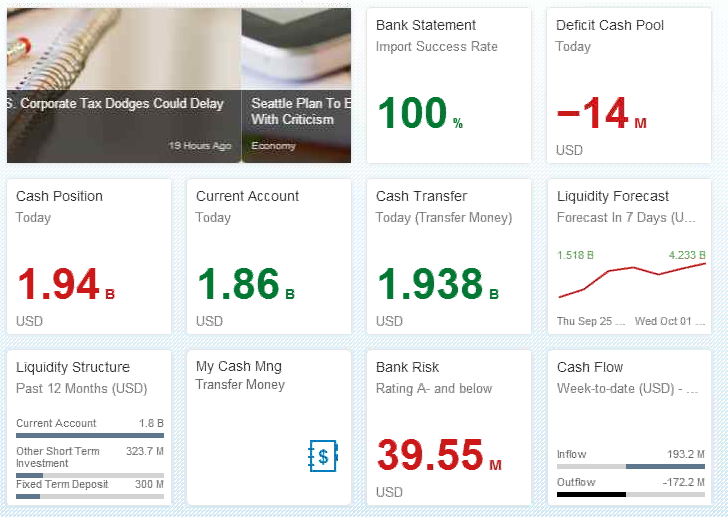 S. Corporate Tax Dodges Could Delay
19 Hours Ago
Seattle Plan To E
With Criticism
Economy
Bank Statement
Import Success Rate
100 %
Deficit Cash Pool
Today
−14 M
USD
Cash Position
Today
1.94 B
USD
Current Account
Today
1.86 B
USD
Cash Transfer
Today (Transfer Money)
1.938 B
USD
Liquidity Forecast
Forecast In 7 Days (U...
1.518 B 4.233 B
Thu Sep 25 ... Wed Oct 01 ...
Liquidity Structure
Past 12 Months (USD)
Current Account 1.8 B
Other Short Term 323.7 M
Investment
Fixed Term Deposit 300 M
My Cash Mng
Transfer Money
$
Bank Risk
Rating A- and below
39.55 M
USD
Cash Flow
Week-to-date (USD) - ...
Inflow 193.2 M
Outflow -172.2 M